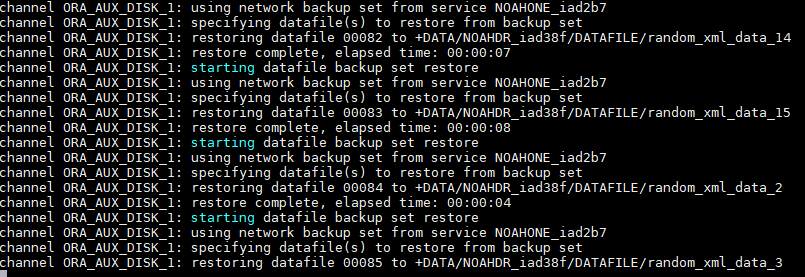 channel ORA_AUX_DISK_1: using network backup set from service NOAHONE_iad2b7
channel ORA_AUX_DISK_1: specifying datafile(s) to restore from backup set
channel ORA_AUX_DISK_1: restoring datafile 00082 to +DATA/NOAHDR_iad38f/DATAFILE/random_xml_data_14
channel ORA_AUX_DISK_1: restore complete, elapsed time: 00:00:07
channel ORA_AUX_DISK_1: starting datafile backup set restore
channel ORA_AUX_DISK_1: using network backup set from service NOAHONE_iad2b7
channel ORA_AUX_DISK_1: specifying datafile(s) to restore from backup set
channel ORA_AUX_DISK_1: restoring datafile 00083 to +DATA/NOAHDR_iad38f/DATAFILE/random_xml_data_15
channel ORA_AUX_DISK_1: restore complete, elapsed time: 00:00:08
channel ORA_AUX_DISK_1: starting datafile backup set restore
channel ORA_AUX_DISK_1: using network backup set from service NOAHONE_iad2b7
channel ORA_AUX_DISK_1: specifying datafile(s) to restore from backup set
channel ORA_AUX_DISK_1: restoring datafile 00084 to +DATA/NOAHDR_iad38f/DATAFILE/random_xml_data_2
channel ORA_AUX_DISK_1: restore complete, elapsed time: 00:00:04
channel ORA_AUX_DISK_1: starting datafile backup set restore
channel ORA_AUX_DISK_1: using network backup set from service NOAHONE_iad2b7
channel ORA_AUX_DISK_1: specifying datafile(s) to restore from backup set
channel ORA_AUX_DISK_1: restoring datafile 00085 to +DATA/NOAHDR_iad38f/DATAFILE/random_xml_data_3